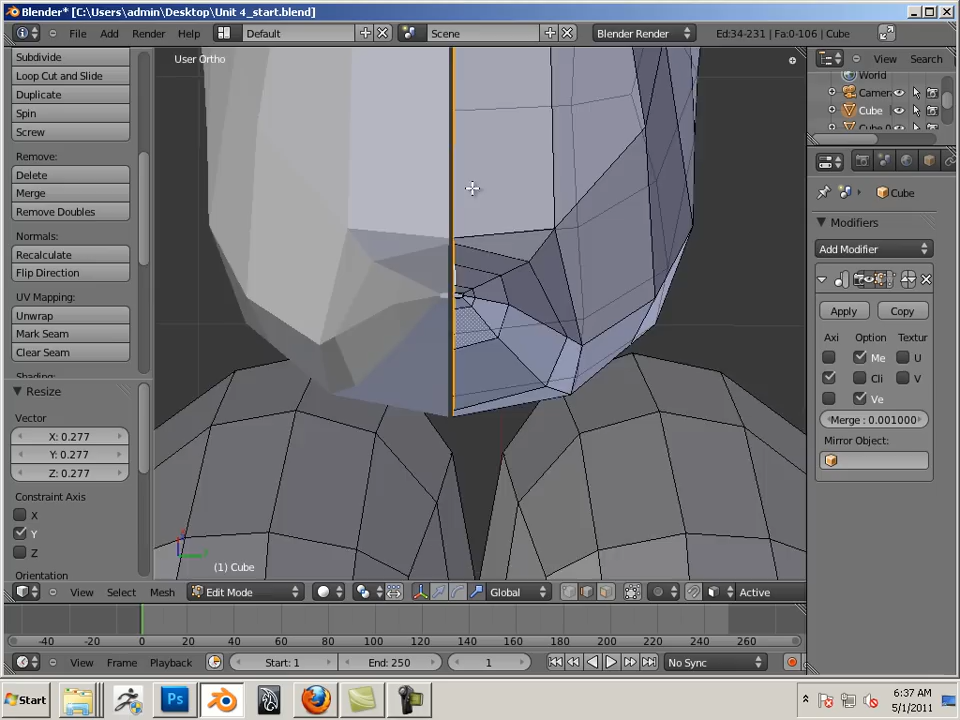 Blender* [C:\Users\admin\Desktop\Unit 4_start.blend]
File Add Render Help Default Scene Blender Render Ed:34-231 | Fa:0-106 | Cube
Subdivide
Loop Cut and Slide
Duplicate
Spin
Screw
Remove:
Delete
Merge
Remove Doubles
Normals:
Recalculate
Flip Direction
UV Mapping:
Unwrap
Mark Seam
Clear Seam
Resize
Vector
X: 0.277
Y: 0.277
Z: 0.277
Constraint Axis
X
Y
Z
Orientation
User Ortho
(1) Cube
View Search
World
Camer
Cube
Cube
Modifiers
Add Modifier
Apply Copy
Axi Option Textur
Me U
Cli V
Ve
Merge : 0.001000
Mirror Object:
View Select Mesh Edit Mode Global Active
-40 -20 0 20 40 60 80 100 120 140 160 180 200 220 240 260
View Frame Playback Start: 1 End: 250 1 No Sync
Start Ps 6:37 AM
5/1/2011